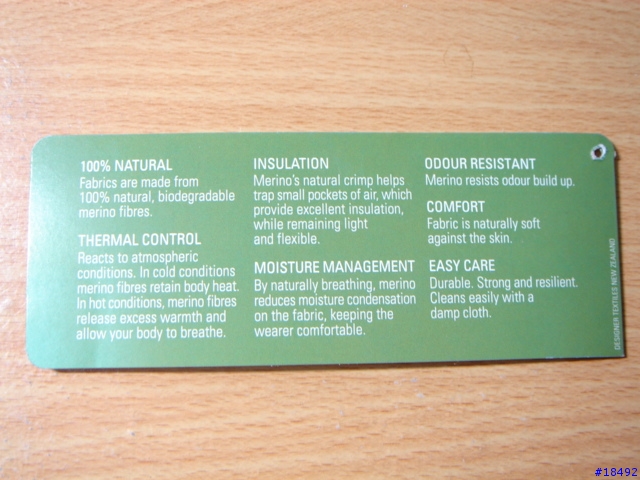 100% NATURAL
Fabrics are made from
100% natural, biodegradable
merino fibres.
THERMAL CONTROL
Reacts to atmospheric
conditions. In cold conditions
merino fibres retain body heat.
In hot conditions, merino fibres
release excess warmth and
allow your body to breathe.
INSULATION
Merino's natural crimp helps
trap small pockets of air, which
provide excellent insulation,
while remaining light
and flexible.
MOISTURE MANAGEMENT
By naturally breathing, merino
reduces moisture condensation
on the fabric, keeping the
wearer comfortable.
ODOUR RESISTANT
Merino resists odour build up.
COMFORT
Fabric is naturally soft
against the skin.
EASY CARE
Durable. Strong and resilient.
Cleans easily with a
damp cloth.
DESIGNER TEXTILES NEW ZEALAND
#18492